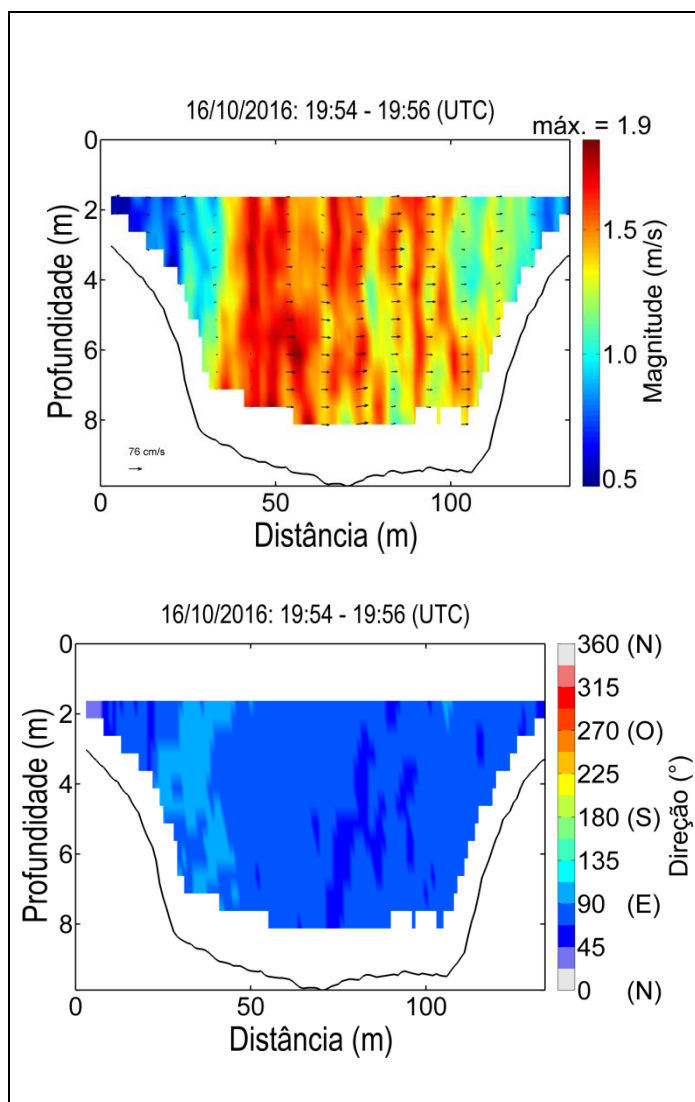 16/10/2016: 19:54 - 19:56 (UTC)
máx. = 1.9
0
2
4
6
8
Profundidade (m)
76 cm/s
0
50
100
Distância (m)
1.5
1.0
0.5
Magnitude (m/s)
16/10/2016: 19:54 - 19:56 (UTC)
0
2
4
6
8
Profundidade (m)
0
50
100
Distância (m)
360 (N)
315
270 (O)
225
180 (S)
135
90 (E)
45
0 (N)
Direção (°)